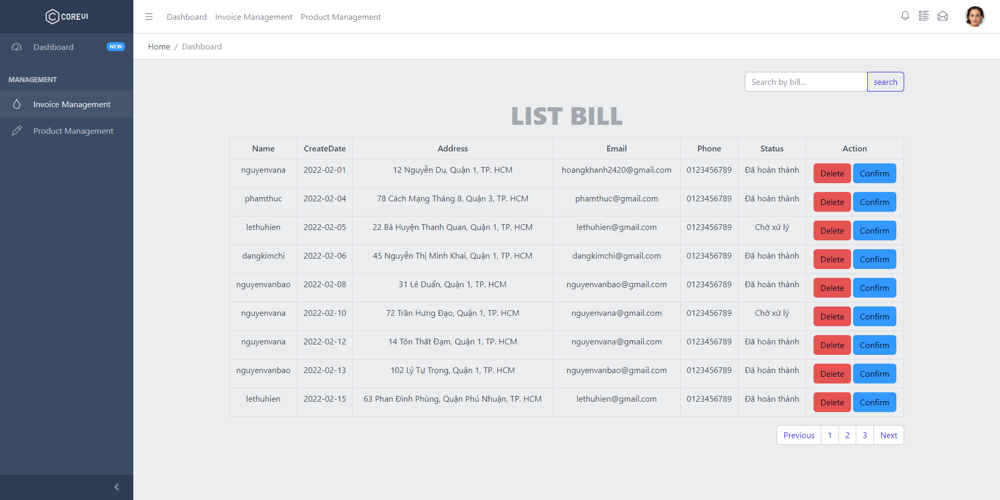 COREUI
Dashboard Invoice Management Product Management
Dashboard NEW
Home / Dashboard
MANAGEMENT
Invoice Management
Product Management
Search by bill... search
LIST BILL
Name CreateDate Address Email Phone Status Action
nguyenvana 2022-02-01 12 Nguyễn Du, Quận 1, TP. HCM hoangkhanh2420@gmail.com 0123456789 Đã hoàn thành Delete Confirm
phamthuc 2022-02-04 78 Cách Mạng Tháng 8, Quận 3, TP. HCM phamthuc@gmail.com 0123456789 Đã hoàn thành Delete Confirm
lethuhien 2022-02-05 22 Bà Huyện Thanh Quan, Quận 1, TP. HCM lethuhien@gmail.com 0123456789 Chờ xử lý Delete Confirm
dangkimchi 2022-02-06 45 Nguyễn Thị Minh Khai, Quận 1, TP. HCM dangkimchi@gmail.com 0123456789 Đã hoàn thành Delete Confirm
nguyenvanbao 2022-02-08 31 Lê Duẩn, Quận 1, TP. HCM nguyenvanbao@gmail.com 0123456789 Đã hoàn thành Delete Confirm
nguyenvana 2022-02-10 72 Trần Hưng Đạo, Quận 1, TP. HCM nguyenvana@gmail.com 0123456789 Chờ xử lý Delete Confirm
nguyenvana 2022-02-12 14 Tôn Thất Đạm, Quận 1, TP. HCM nguyenvana@gmail.com 0123456789 Đã hoàn thành Delete Confirm
nguyenvanbao 2022-02-13 102 Lý Tự Trọng, Quận 1, TP. HCM nguyenvanbao@gmail.com 0123456789 Đã hoàn thành Delete Confirm
lethuhien 2022-02-15 63 Phan Đình Phùng, Quận Phú Nhuận, TP. HCM lethuhien@gmail.com 0123456789 Đã hoàn thành Delete Confirm
Previous 1 2 3 Next